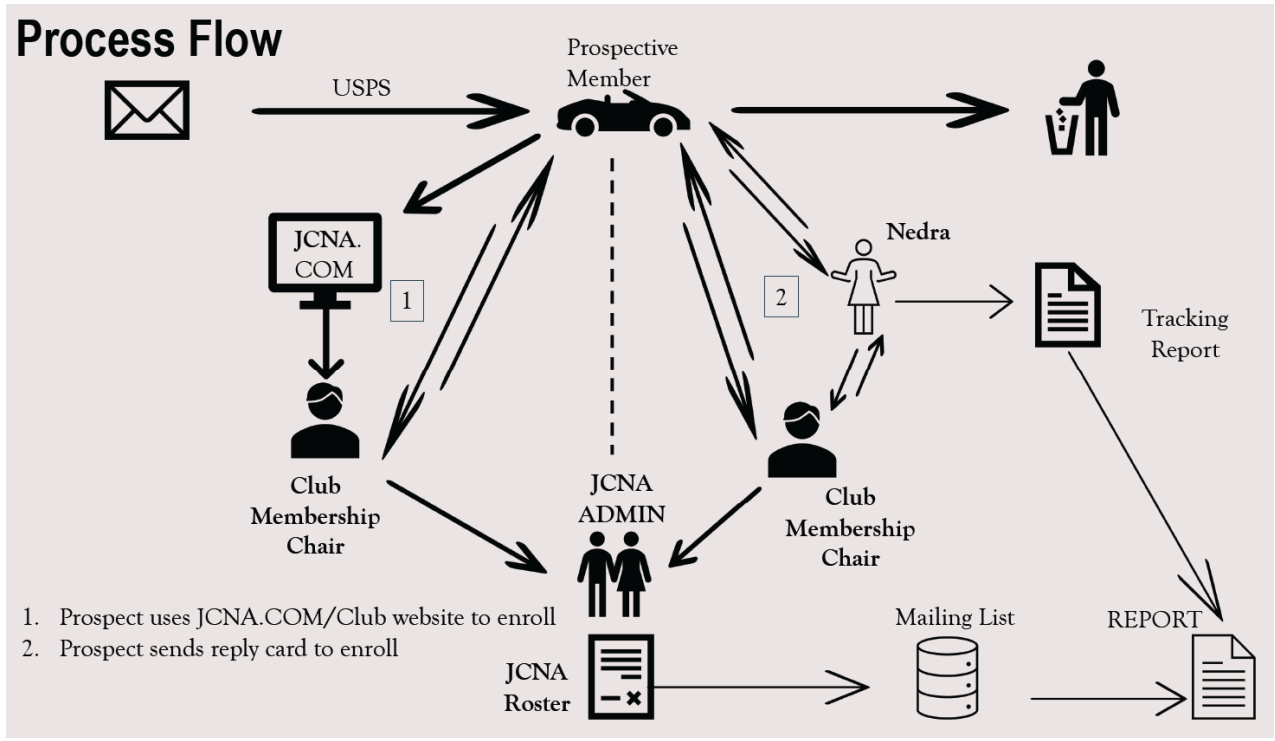 Process Flow
USPS
Prospective
Member
JCNA.
COM
1
2
Nedra
Tracking
Report
Club
Membership
Chair
JCNA
ADMIN
Club
Membership
Chair
1. Prospect uses JCNA.COM/Club website to enroll
2. Prospect sends reply card to enroll
Mailing List
REPORT
JCNA
Roster